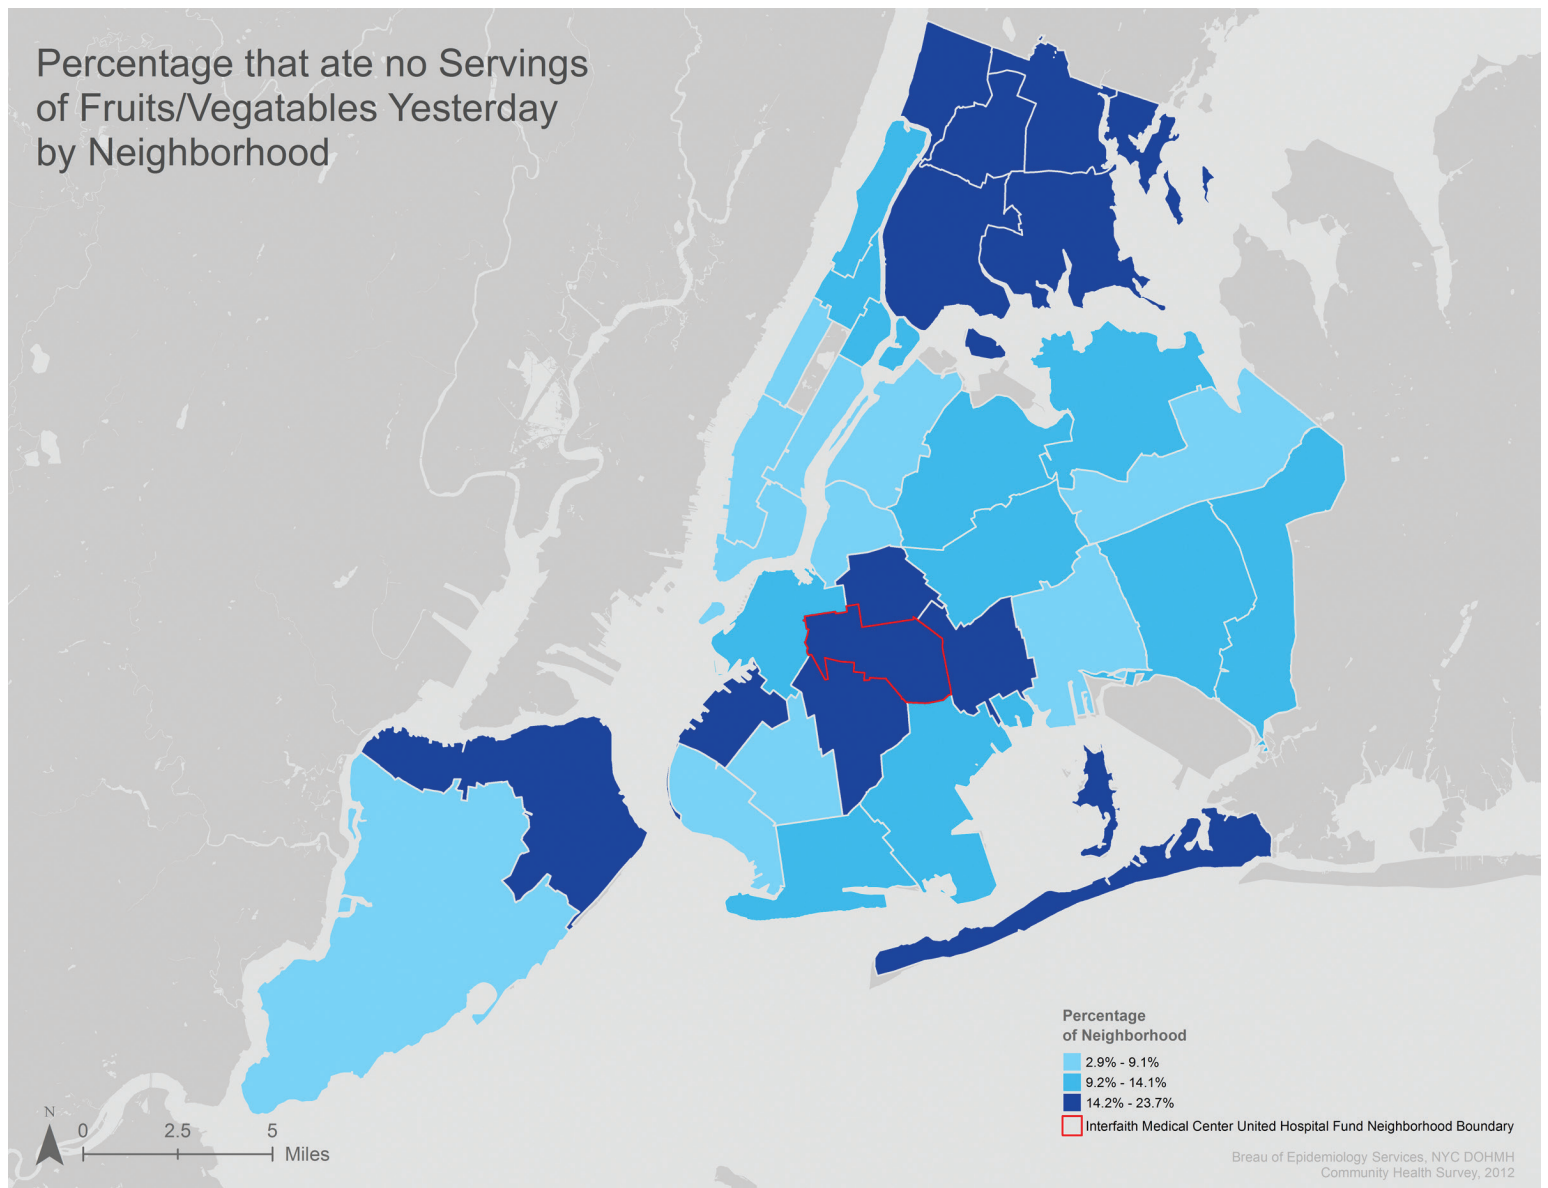 Percentage that ate no Servings
of Fruits/Vegatables Yesterday
by Neighborhood
Percentage
of Neighborhood
2.9% - 9.1%
9.2% - 14.1%
14.2% - 23.7%
Interfaith Medical Center United Hospital Fund Neighborhood Boundary
N
0 2.5 5
Miles
Breau of Epidemiology Services, NYC DOHMH
Community Health Survey, 2012